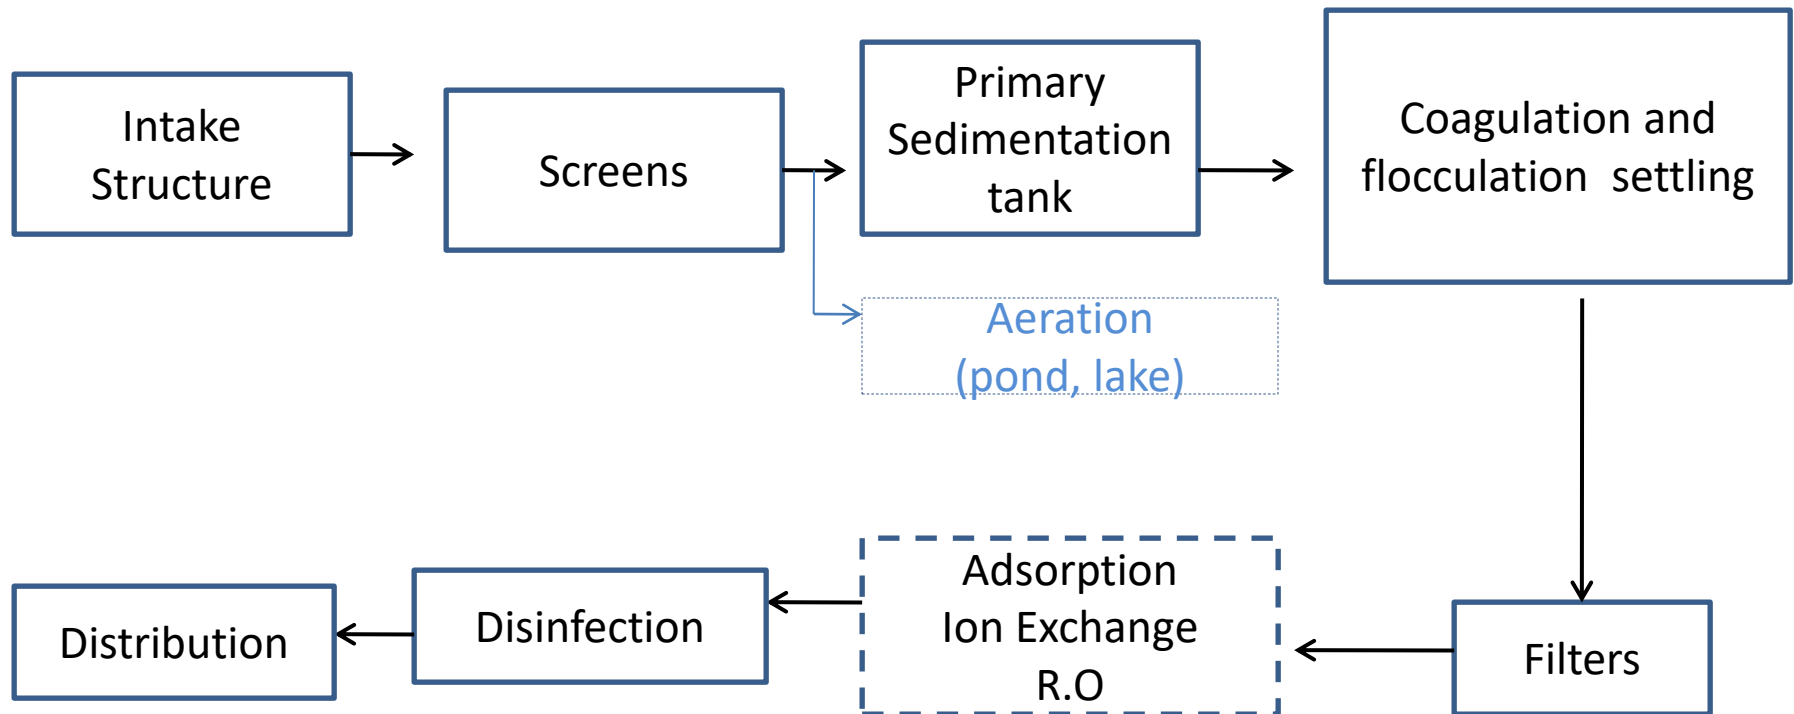 Intake
Structure
Screens
Primary
Sedimentation
tank
Coagulation and
flocculation  settling
Aeration
(pond, lake)
Distribution
Disinfection
Adsorption
Ion Exchange
R.O
Filters